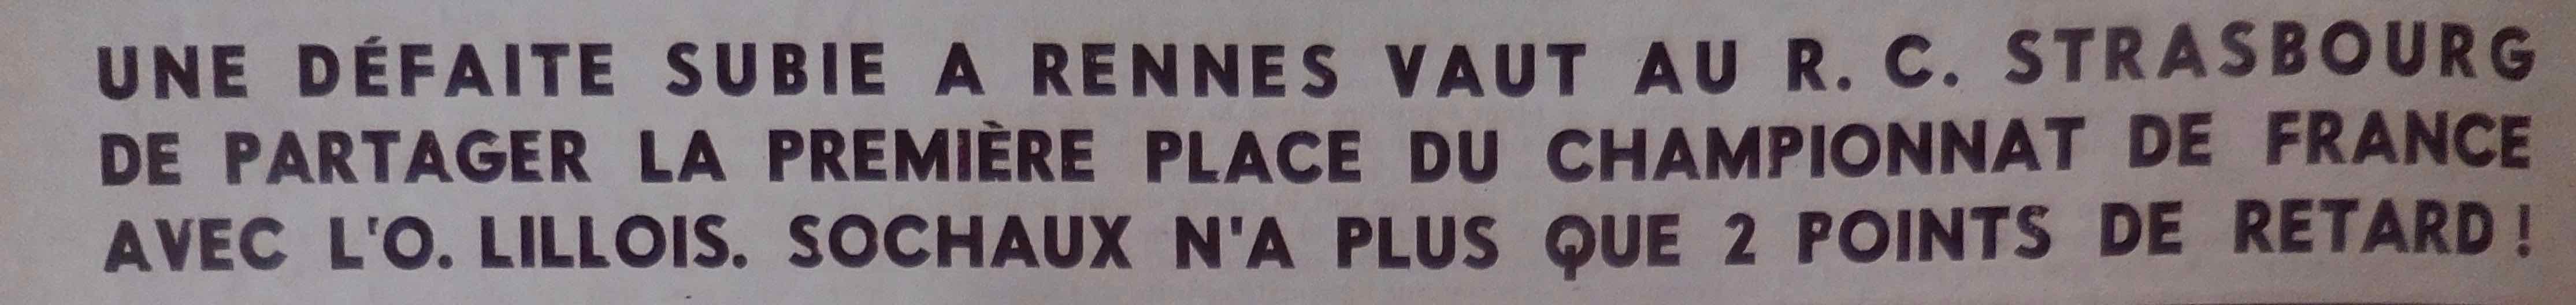 UNE DÉFAITE SUBIE A RENNES VAUT AU R. C. STRASBOURG
DE PARTAGER LA PREMIÈRE PLACE DU CHAMPIONNAT DE FRANCE
AVEC L'O. LILLOIS. SOCHAUX N'A PLUS QUE 2 POINTS DE RETARD !